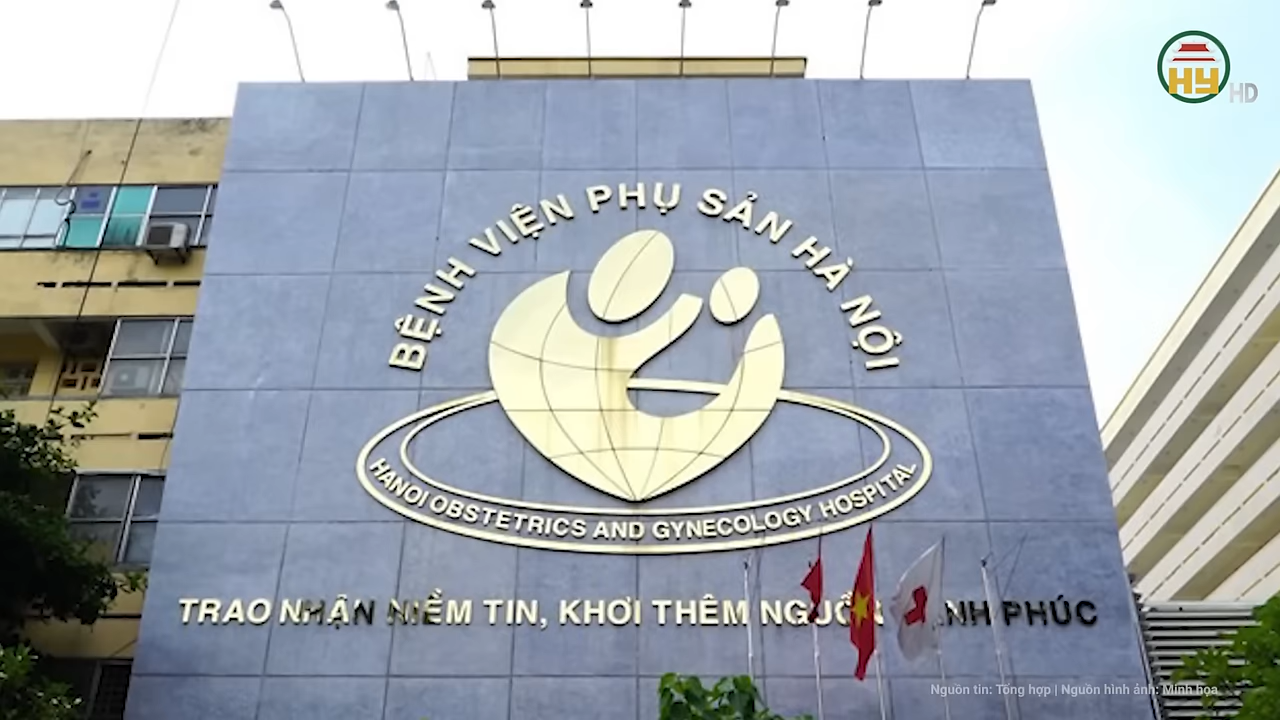 HY HD
BỆNH VIỆN PHỤ SẢN HÀ NỘI
HANOI OBSTETRICS AND GYNECOLOGY HOSPITAL
TRAO NHẬN NIỀM TIN, KHƠI THÊM NGUỒN PHÚC
Nguồn tin: Tổng hợp | Nguồn hình ảnh: Minh họa